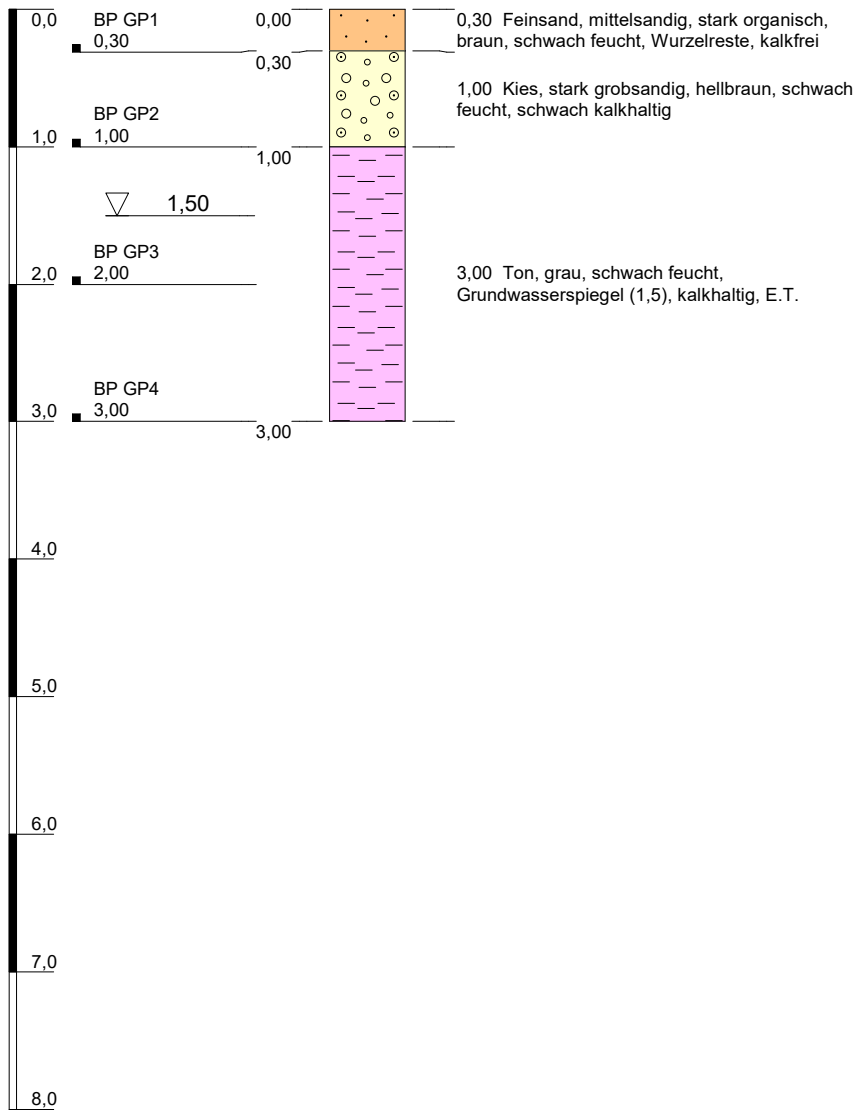 0,0
BP GP1
0,30
0,00
0,30
0,30 Feinsand, mittelsandig, stark organisch,
braun, schwach feucht, Wurzelreste, kalkfrei
1,00 Kies, stark grobsandig, hellbraun, schwach
feucht, schwach kalkhaltig
BP GP2
1,0
1,00
1,00
1,50
BP GP3
2,0
2,00
3,00 Ton, grau, schwach feucht,
Grundwasserspiegel (1,5), kalkhaltig, E.T.
BP GP4
3,0
3,00
3,00
4,0
5,0
6,0
7,0
8,0